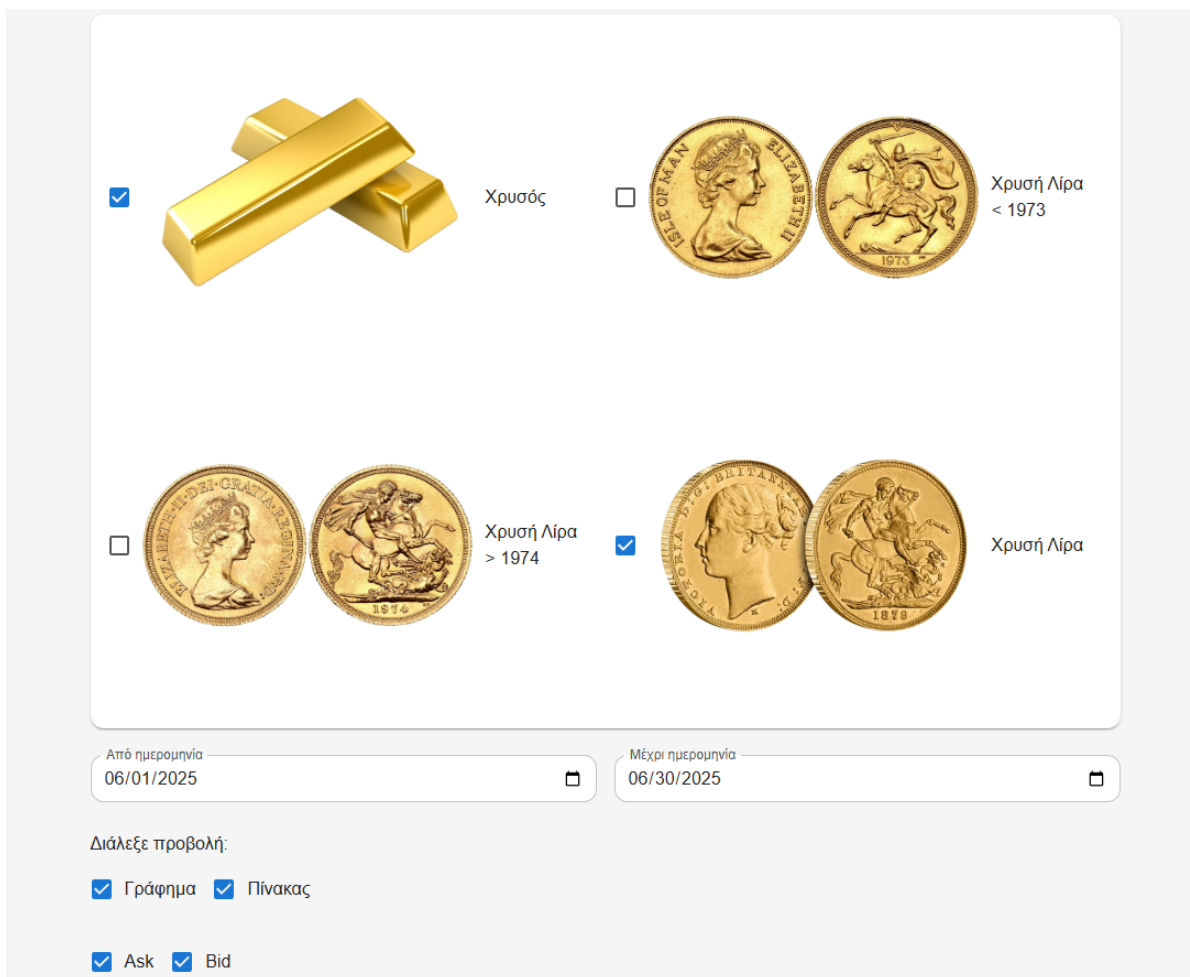 Χρυσός
ISLE OF MAN
ELIZABETH II
1973
Χρυσή Λίρα
< 1973
ELIZABETH·II·DEI·GRATIA·REGINA·F:D:
1974
Χρυσή Λίρα
> 1974
VICTORIA D:G: BRITANNIA
F:D:
1879
Χρυσή Λίρα
Από ημερομηνία
06/01/2025
Μέχρι ημερομηνία
06/30/2025
Διάλεξε προβολή:
Γράφημα
Πίνακας
Ask
Bid